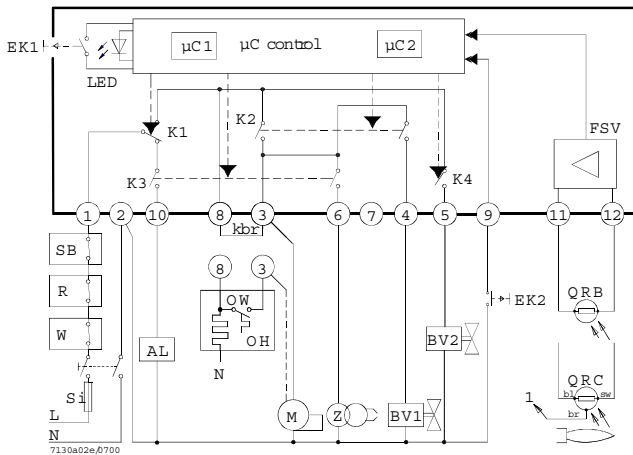 EK1
µC1
µC control
µC2
LED
FSV
K1
K2
K3
K4
1
2
10
8
3
6
7
4
5
9
11
12
kbr
SB
R
W
Si
L
N
8
3
OW
OH
N
AL
M
Z
BV1
BV2
EK2
QRB
QRC
bl
sw
br
1
7130a02e/0700